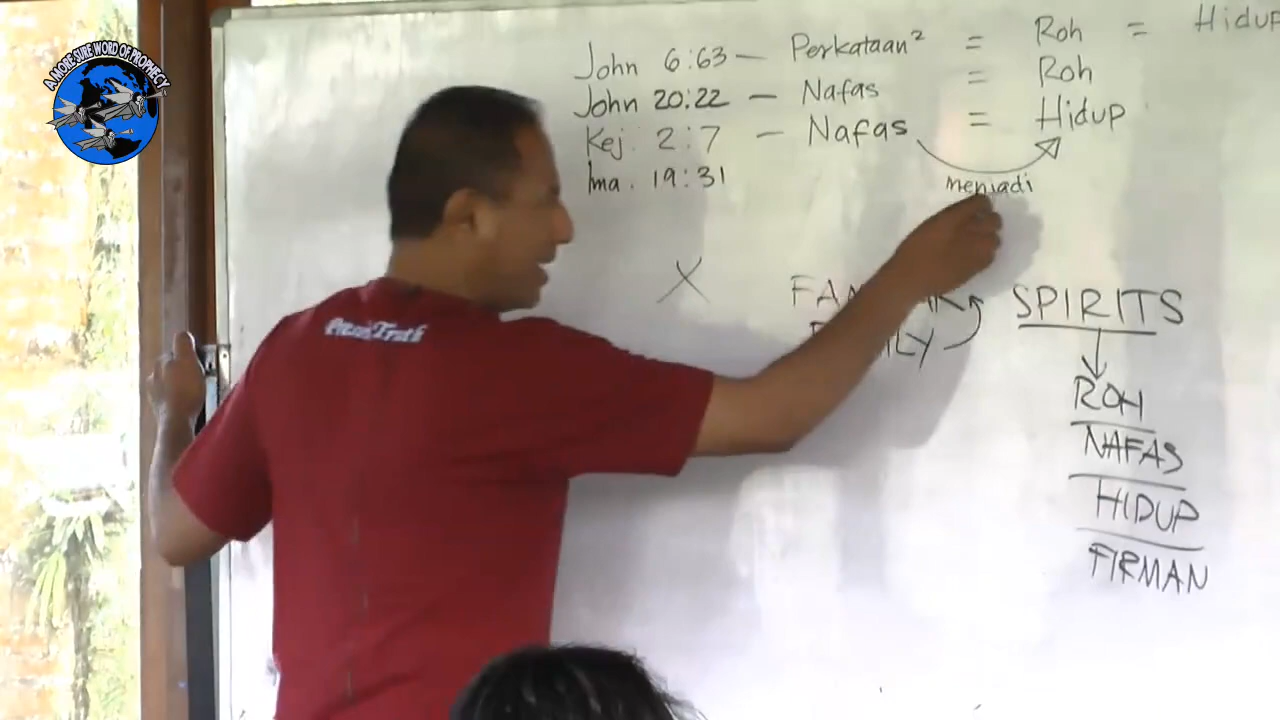 A MORE SURE WORD OF PROPHECY
John 6:63 — Perkataan² = Roh = Hidup
John 20:22 — Nafas = Roh
Kej. 2:7 — Nafas = Hidup
Ima. 19:31
menjadi
X
SPIRITS
ROH
NAFAS
HIDUP
FIRMAN
Truth